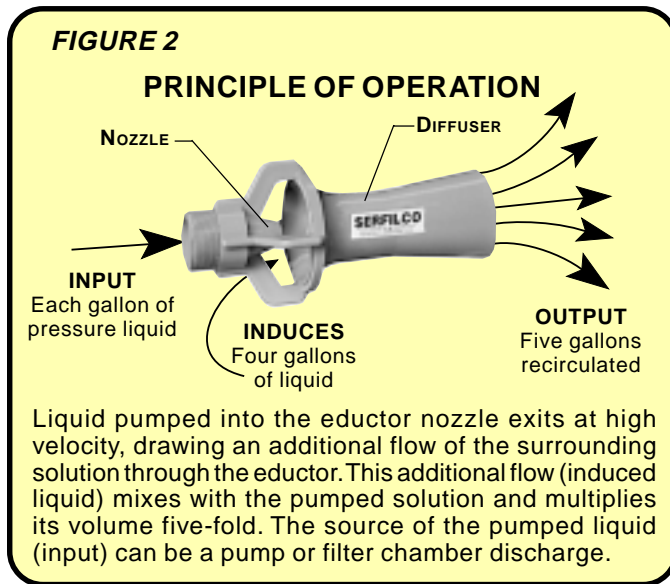 FIGURE 2
PRINCIPLE OF OPERATION
NOZZLE
DIFFUSER
SERFILCO
INPUT
Each gallon of
pressure liquid
INDUCES
Four gallons
of liquid
OUTPUT
Five gallons
recirculated
Liquid pumped into the eductor nozzle exits at high
velocity, drawing an additional flow of the surrounding
solution through the eductor. This additional flow (induced
liquid) mixes with the pumped solution and multiplies
its volume five-fold. The source of the pumped liquid
(input) can be a pump or filter chamber discharge.